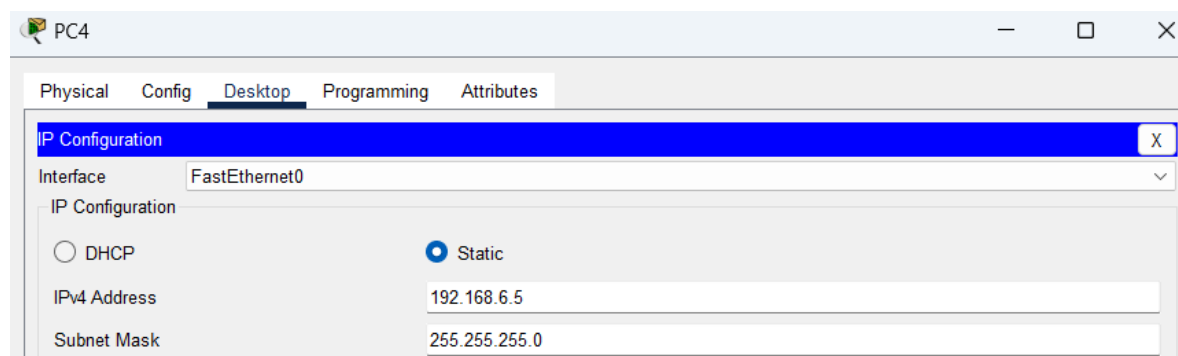 PC4
Physical Config Desktop Programming Attributes
IP Configuration X
Interface FastEthernet0
IP Configuration
DHCP Static
IPv4 Address 192.168.6.5
Subnet Mask 255.255.255.0